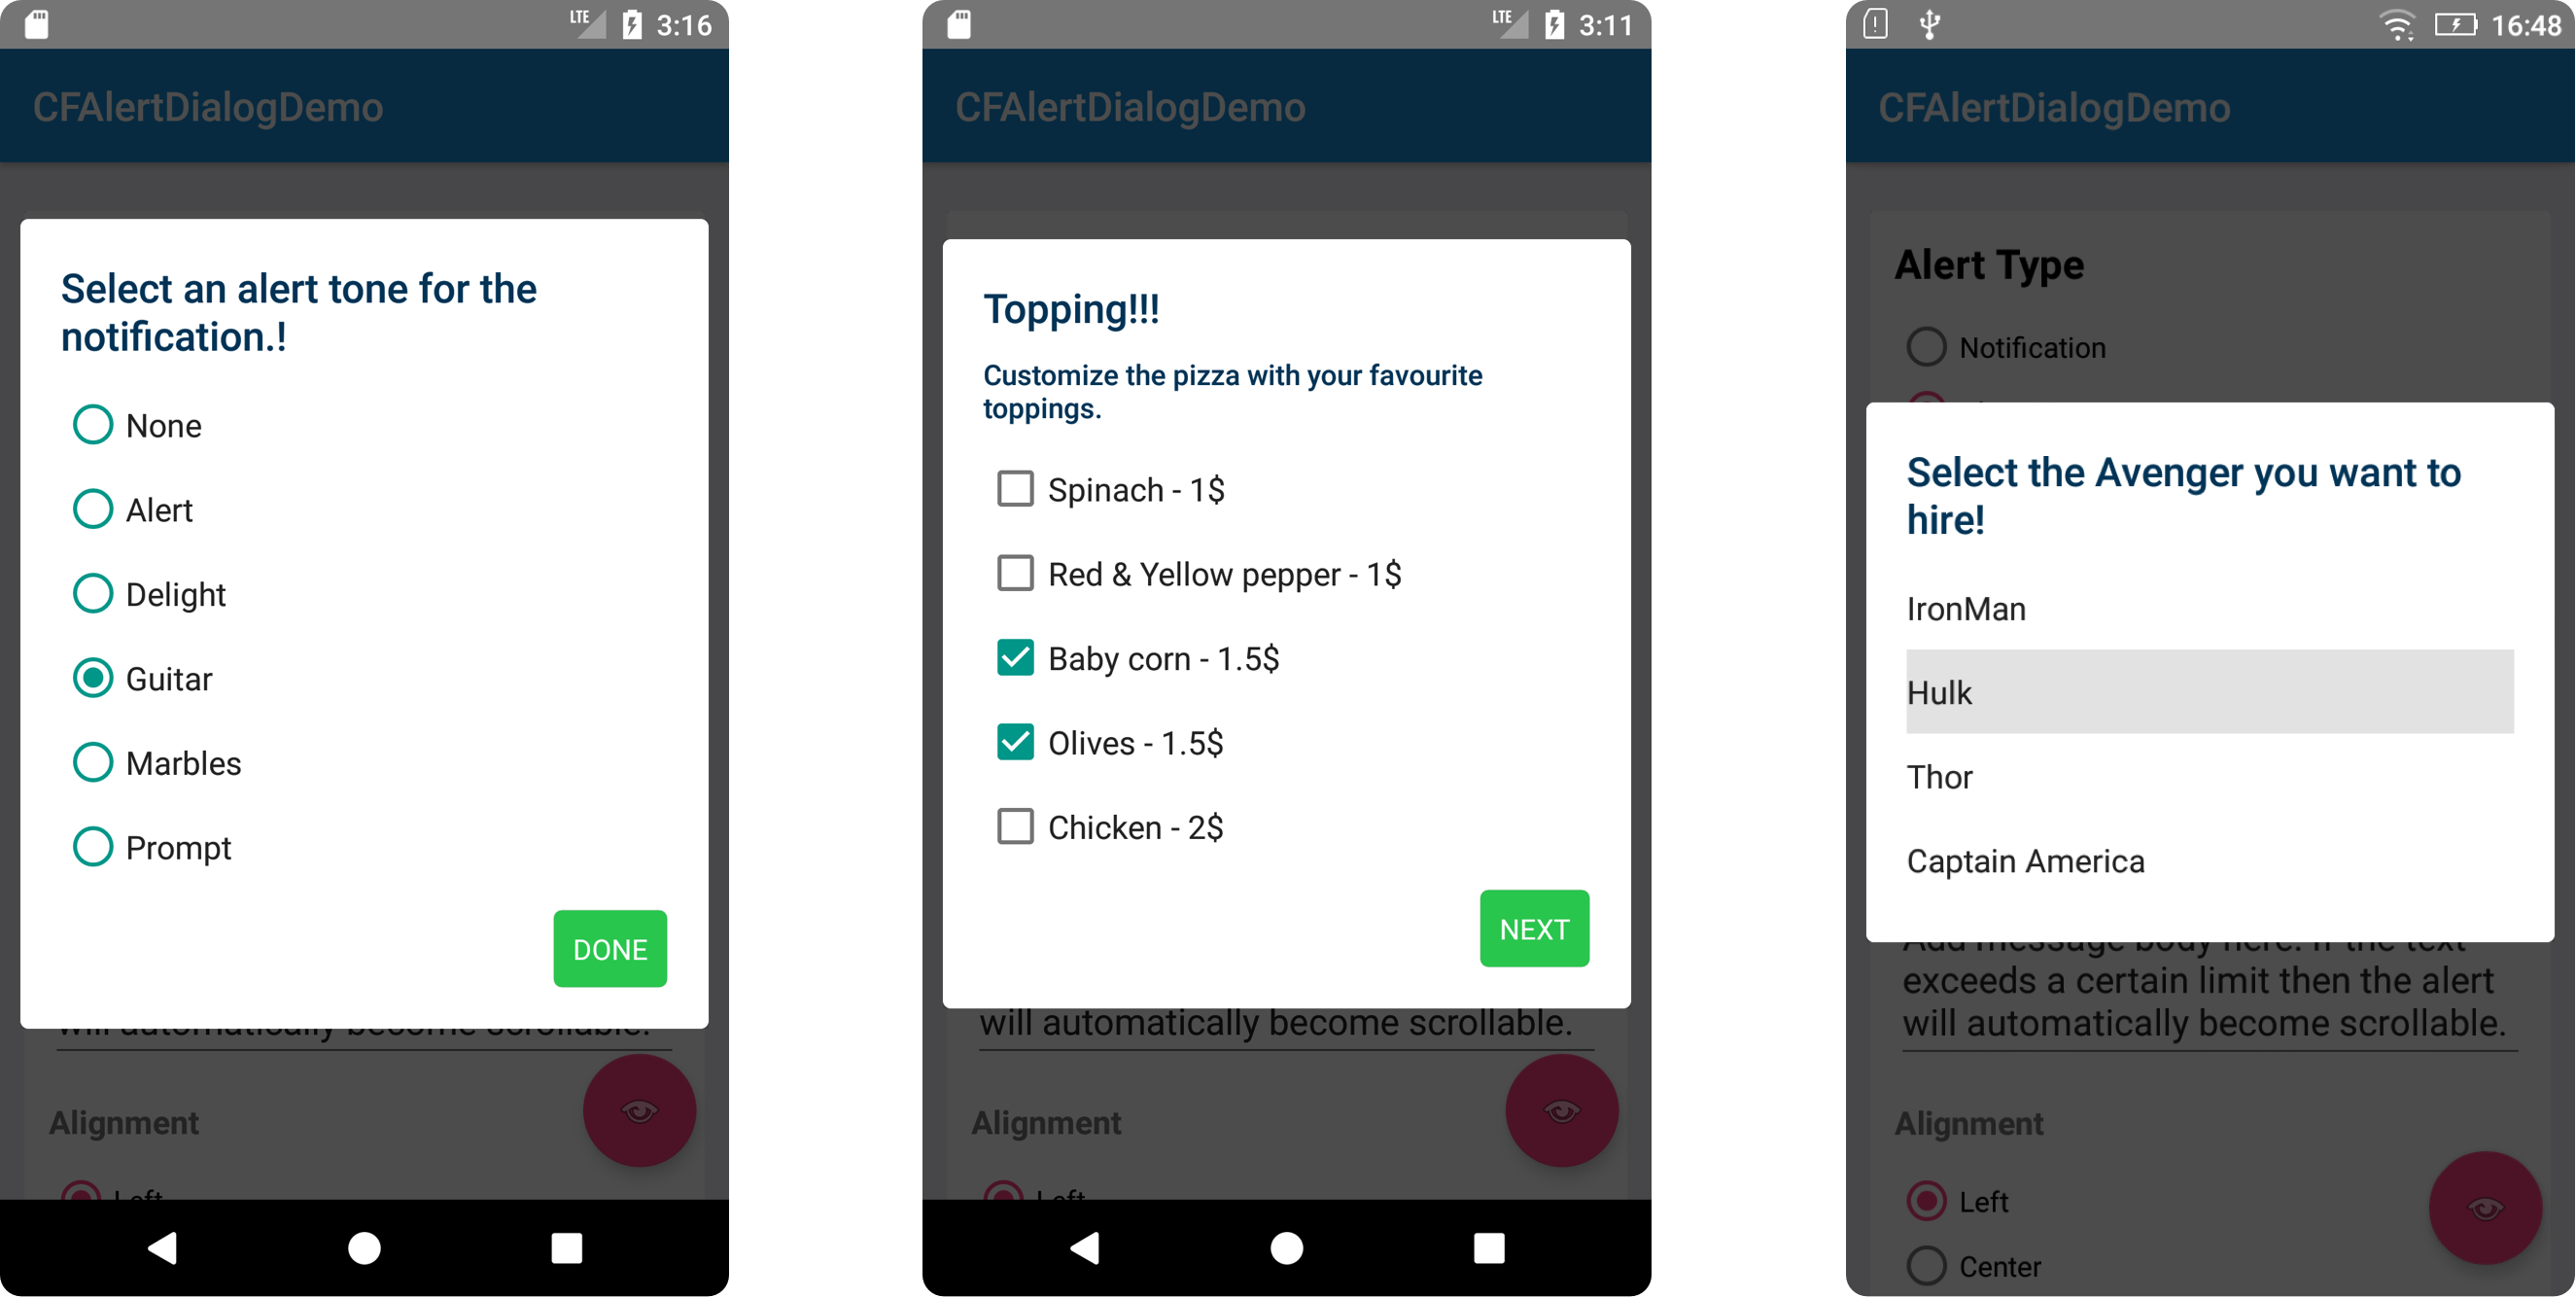 LTE 3:16
CFAlertDialogDemo
Select an alert tone for the
notification.!
None
Alert
Delight
Guitar
Marbles
Prompt
DONE
will automatically become scrollable.
Alignment
Left
LTE 3:11
CFAlertDialogDemo
Topping!!!
Customize the pizza with your favourite
toppings.
Spinach - 1$
Red & Yellow pepper - 1$
Baby corn - 1.5$
Olives - 1.5$
Chicken - 2$
NEXT
will automatically become scrollable.
Alignment
Left
16:48
CFAlertDialogDemo
Alert Type
Notification
Select the Avenger you want to
hire!
IronMan
Hulk
Thor
Captain America
Add message body here. If the text
exceeds a certain limit then the alert
will automatically become scrollable.
Alignment
Left
Center